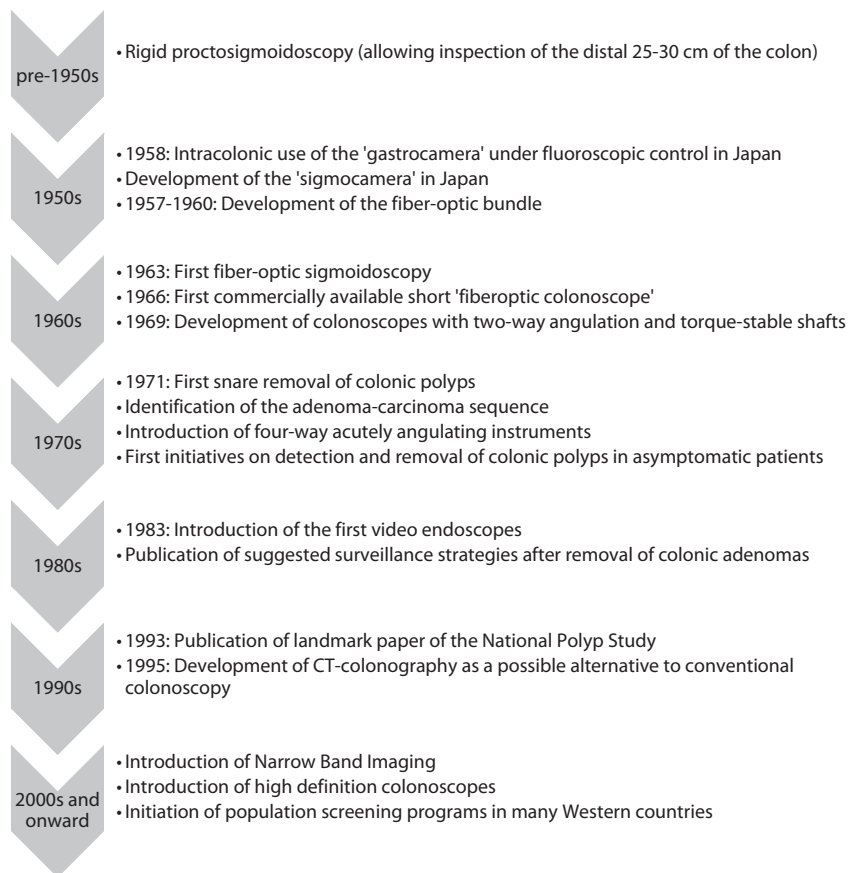 pre-1950s
• Rigid proctosigmoidoscopy (allowing inspection of the distal 25-30 cm of the colon)
1950s
• 1958: Intracolonic use of the 'gastrocamera' under fluoroscopic control in Japan
• Development of the 'sigmocamera' in Japan
• 1957-1960: Development of the fiber-optic bundle
1960s
• 1963: First fiber-optic sigmoidoscopy
• 1966: First commercially available short 'fiberoptic colonoscope'
• 1969: Development of colonoscopes with two-way angulation and torque-stable shafts
1970s
• 1971: First snare removal of colonic polyps
• Identification of the adenoma-carcinoma sequence
• Introduction of four-way acutely angulating instruments
• First initiatives on detection and removal of colonic polyps in asymptomatic patients
1980s
• 1983: Introduction of the first video endoscopes
• Publication of suggested surveillance strategies after removal of colonic adenomas
1990s
• 1993: Publication of landmark paper of the National Polyp Study
• 1995: Development of CT-colonography as a possible alternative to conventional
colonoscopy
2000s and
onward
• Introduction of Narrow Band Imaging
• Introduction of high definition colonoscopes
• Initiation of population screening programs in many Western countries